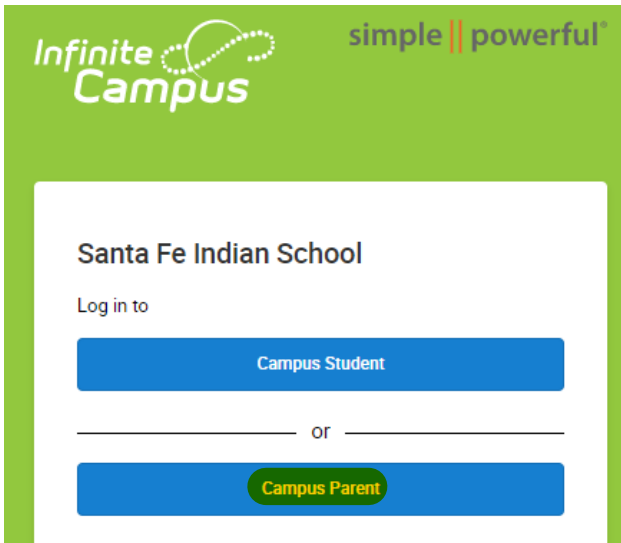 Infinite
Campus
simple || powerful®
Santa Fe Indian School
Log in to
Campus Student
or
Campus Parent